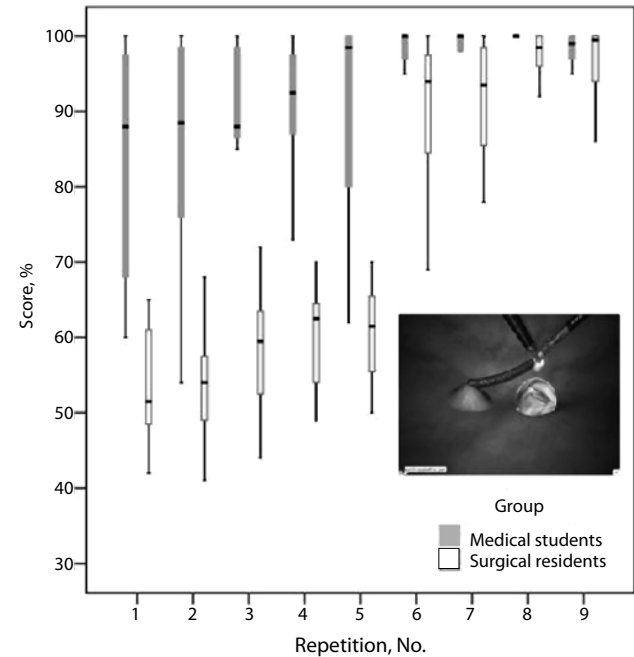 100
90
80
70
60
50
40
30
Score, %
1 2 3 4 5 6 7 8 9
Repetition, No.
Group
Medical students
Surgical residents